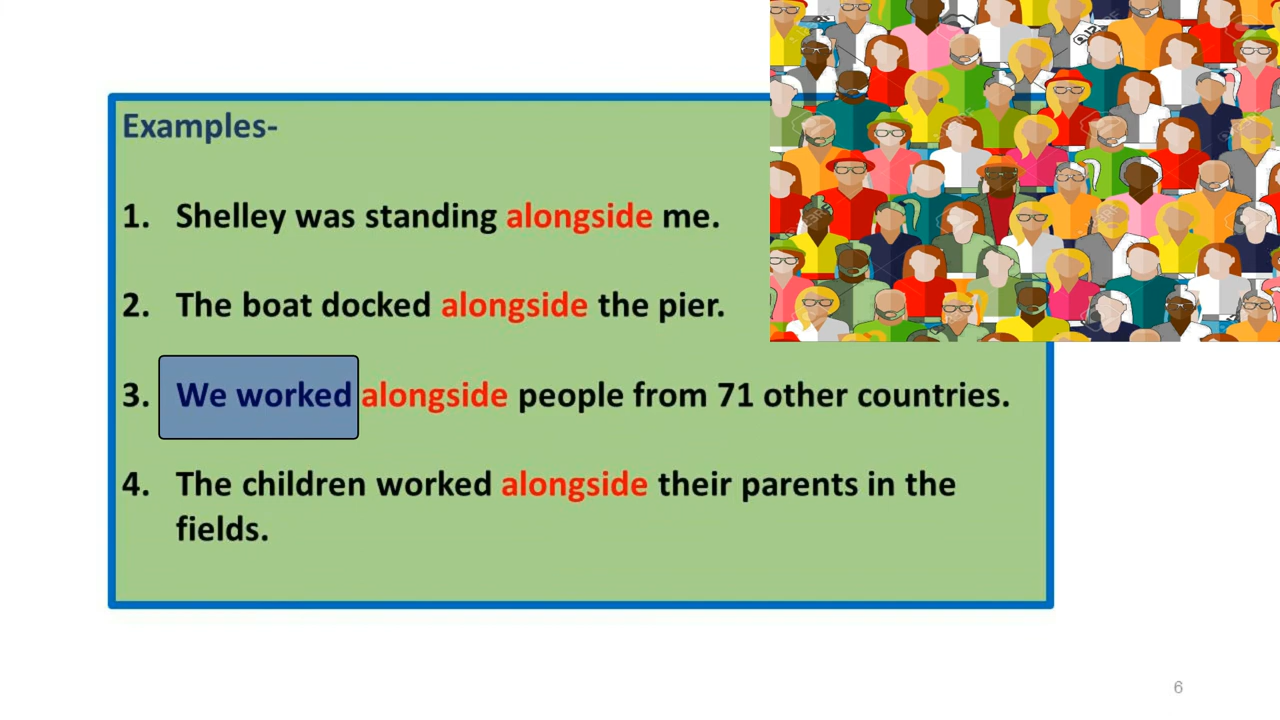 Examples-
1. Shelley was standing alongside me.
2. The boat docked alongside the pier.
3. We worked alongside people from 71 other countries.
4. The children worked alongside their parents in the
fields.
6